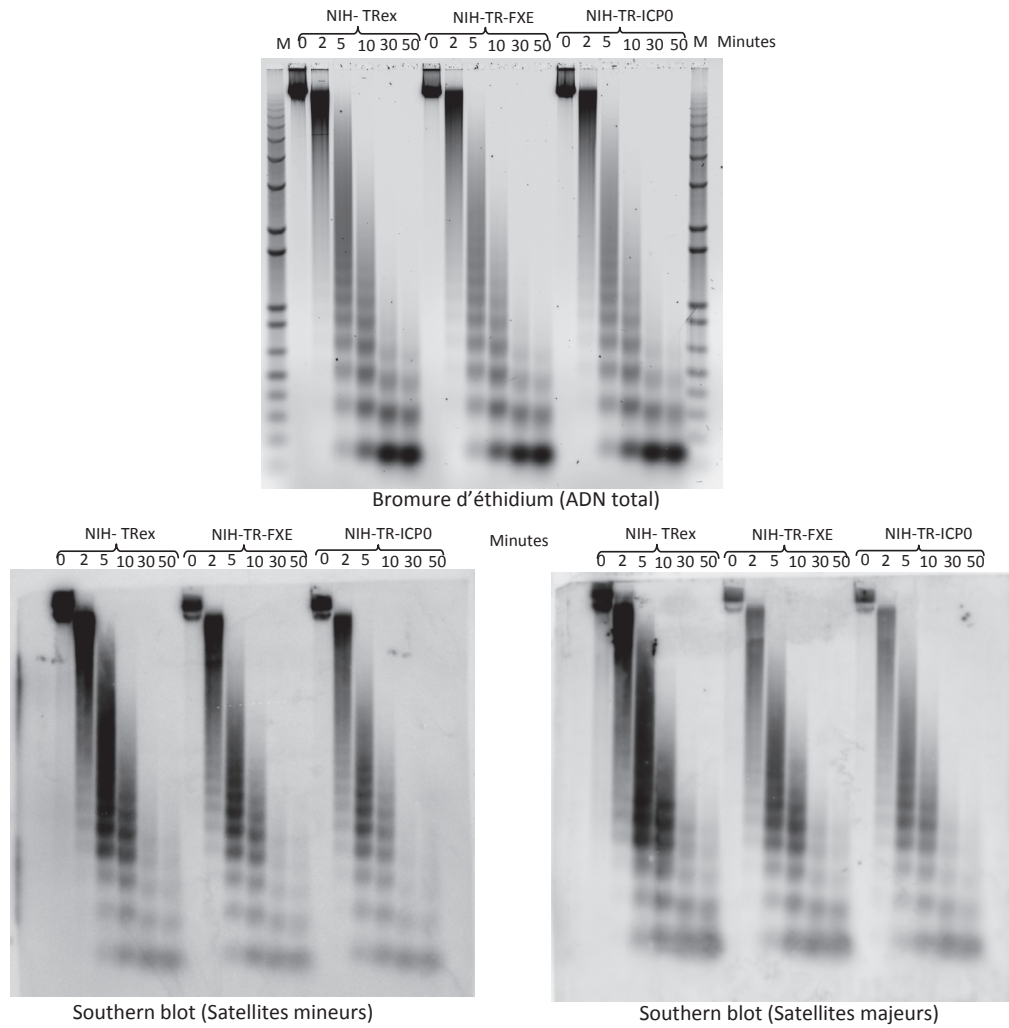 NIH- TRex NIH-TR-FXE NIH-TR-ICP0
M 0 2 5 10 30 50 0 2 5 10 30 50 0 2 5 10 30 50 M Minutes
Bromure d'éthidium (ADN total)
NIH- TRex NIH-TR-FXE NIH-TR-ICP0 Minutes NIH- TRex NIH-TR-FXE NIH-TR-ICP0
0 2 5 10 30 50 0 2 5 10 30 50 0 2 5 10 30 50 0 2 5 10 30 50 0 2 5 10 30 50 0 2 5 10 30 50
Southern blot (Satellites mineurs) Southern blot (Satellites majeurs)